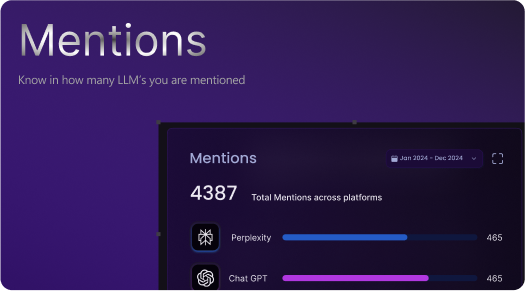 Mentions
Know in how many LLM's you are mentioned
Mentions
Jan 2024 - Dec 2024
4387 Total Mentions across platforms
Perplexity 465
Chat GPT 465